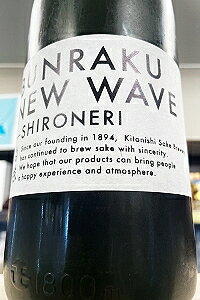 BUNRAKU
NEW WAVE
-SHIRONERI
Since our founding in 1894, Kitanishi Sake Brewery
has continued to brew sake with sincerity.
We hope that our products can bring people
a happy experience and atmosphere.